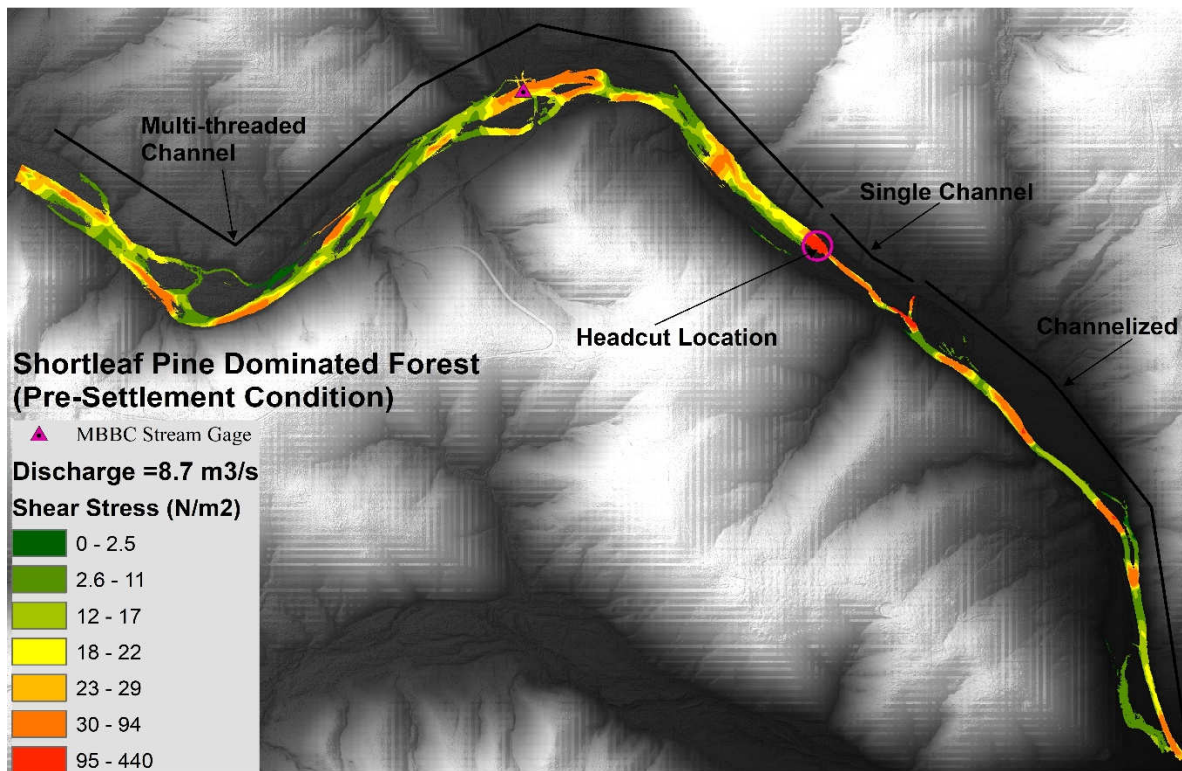 Multi-threaded
Channel
Single Channel
Headcut Location
Channelized
Shortleaf Pine Dominated Forest
(Pre-Settlement Condition)
MBBC Stream Gage
Discharge =8.7 m3/s
Shear Stress (N/m2)
0 - 2.5
2.6 - 11
12 - 17
18 - 22
23 - 29
30 - 94
95 - 440